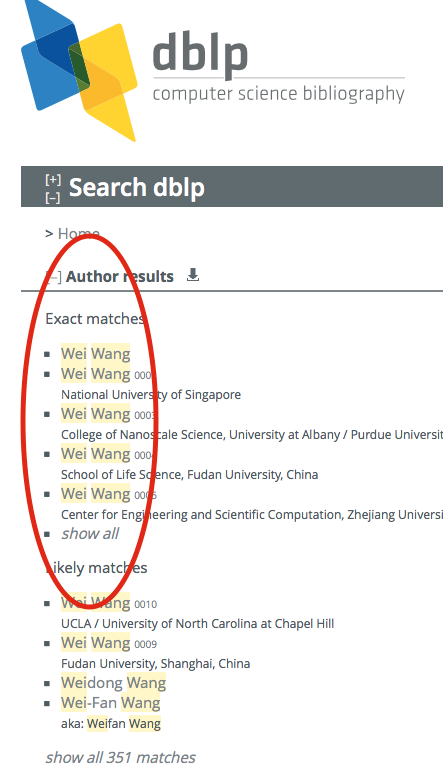 dblp
computer science bibliography
[+]
[–] Search dblp
> Home
[–] Author results
Exact matches
Wei Wang
Wei Wang
National University of Singapore
Wei Wang 0003
College of Nanoscale Science, University at Albany / Purdue Universit
Wei Wang 0004
School of Life Science, Fudan University, China
Wei Wang 0005
Center for Engineering and Scientific Computation, Zhejiang Universi
show all
Likely matches
Wei Wang 0010
UCLA / University of North Carolina at Chapel Hill
Wei Wang 0009
Fudan University, Shanghai, China
Weidong Wang
Wei-Fan Wang
aka: Weifan Wang
show all 351 matches